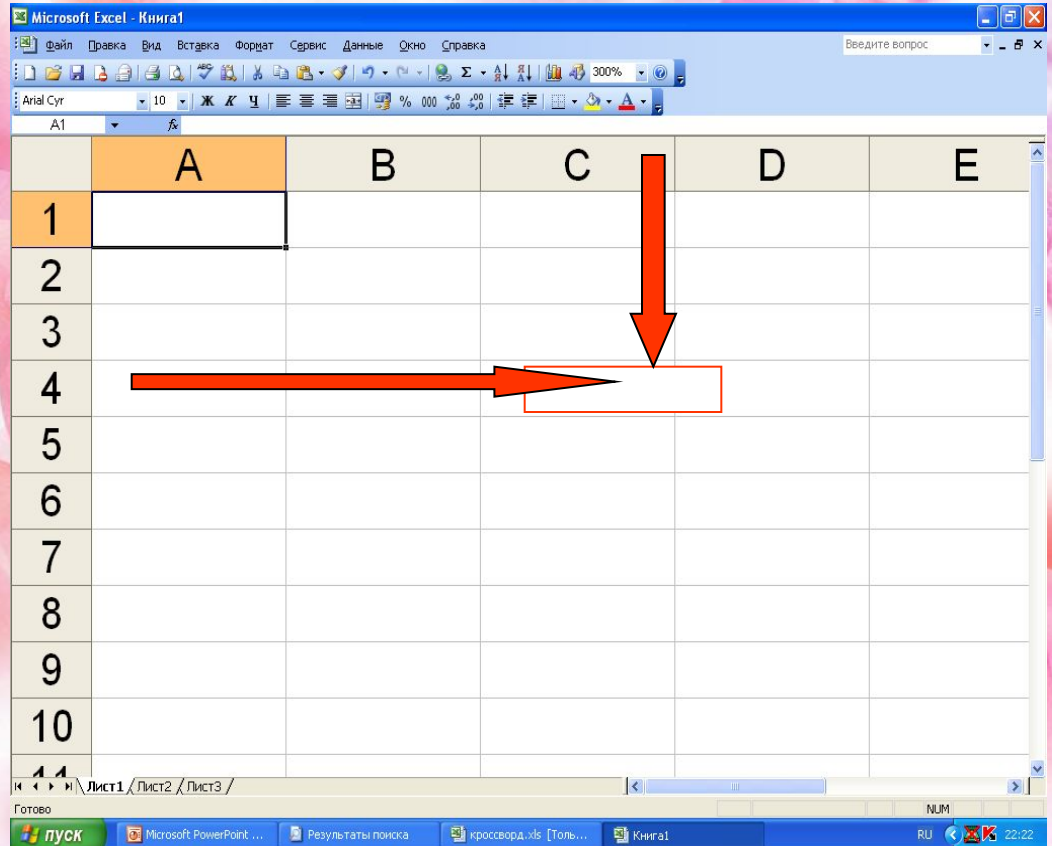 Microsoft Excel - Книга1
Файл Правка Вид Вставка Формат Сервис Данные Окно Справка Введите вопрос
300%
Arial Cyr 10 Ж К Ч % 000
A1 fx
A B C D E
1
2
3
4
5
6
7
8
9
10
11
Лист1 Лист2 Лист3
Готово NUM
пуск Microsoft PowerPoint ... Результаты поиска кроссворд.xls [Толь... Книга1 RU 22:22